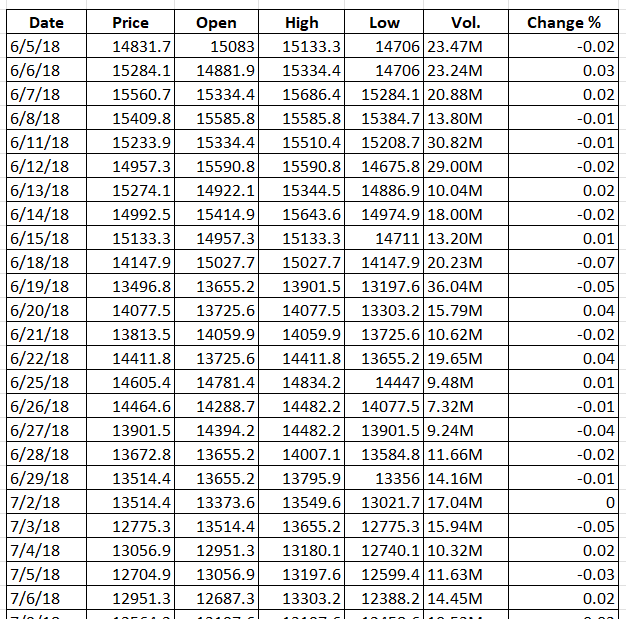 Date Price Open High Low Vol. Change %
6/5/18 14831.7 15083 15133.3 14706 23.47M -0.02
6/6/18 15284.1 14881.9 15334.4 14706 23.24M 0.03
6/7/18 15560.7 15334.4 15686.4 15284.1 20.88M 0.02
6/8/18 15409.8 15585.8 15585.8 15384.7 13.80M -0.01
6/11/18 15233.9 15334.4 15510.4 15208.7 30.82M -0.01
6/12/18 14957.3 15590.8 15590.8 14675.8 29.00M -0.02
6/13/18 15274.1 14922.1 15344.5 14886.9 10.04M 0.02
6/14/18 14992.5 15414.9 15643.6 14974.9 18.00M -0.02
6/15/18 15133.3 14957.3 15133.3 14711 13.20M 0.01
6/18/18 14147.9 15027.7 15027.7 14147.9 20.23M -0.07
6/19/18 13496.8 13655.2 13901.5 13197.6 36.04M -0.05
6/20/18 14077.5 13725.6 14077.5 13303.2 15.79M 0.04
6/21/18 13813.5 14059.9 14059.9 13725.6 10.62M -0.02
6/22/18 14411.8 13725.6 14411.8 13655.2 19.65M 0.04
6/25/18 14605.4 14781.4 14834.2 14447 9.48M 0.01
6/26/18 14464.6 14288.7 14482.2 14077.5 7.32M -0.01
6/27/18 13901.5 14394.2 14482.2 13901.5 9.24M -0.04
6/28/18 13672.8 13655.2 14007.1 13584.8 11.66M -0.02
6/29/18 13514.4 13655.2 13795.9 13356 14.16M -0.01
7/2/18 13514.4 13373.6 13549.6 13021.7 17.04M 0
7/3/18 12775.3 13514.4 13655.2 12775.3 15.94M -0.05
7/4/18 13056.9 12951.3 13180.1 12740.1 10.32M 0.02
7/5/18 12704.9 13056.9 13197.6 12599.4 11.63M -0.03
7/6/18 12951.3 12687.3 13303.2 12388.2 14.45M 0.02